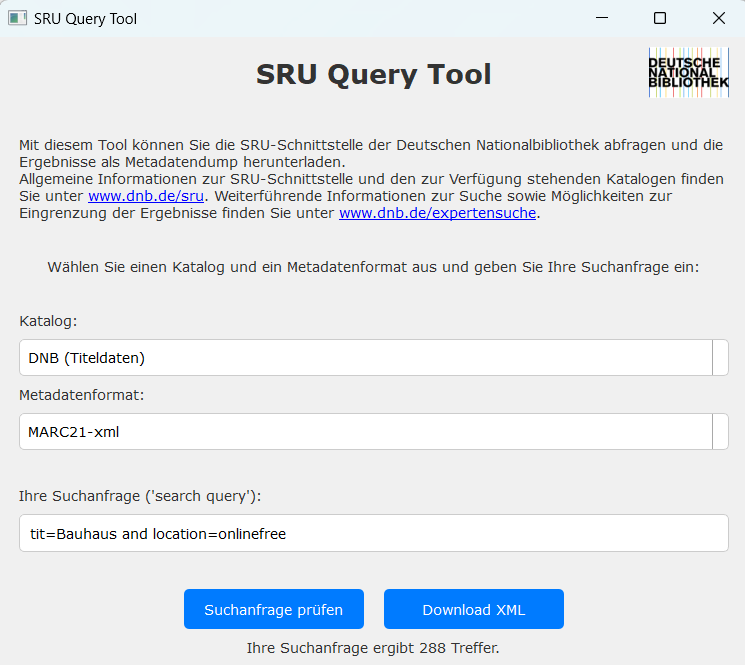 SRU Query Tool
SRU Query Tool
DEUTSCHE
NATIONAL
BIBLIOTHEK
Mit diesem Tool können Sie die SRU-Schnittstelle der Deutschen Nationalbibliothek abfragen und die
Ergebnisse als Metadatendump herunterladen.
Allgemeine Informationen zur SRU-Schnittstelle und den zur Verfügung stehenden Katalogen finden
Sie unter www.dnb.de/sru. Weiterführende Informationen zur Suche sowie Möglichkeiten zur
Eingrenzung der Ergebnisse finden Sie unter www.dnb.de/expertensuche.
Wählen Sie einen Katalog und ein Metadatenformat aus und geben Sie Ihre Suchanfrage ein:
Katalog:
DNB (Titeldaten)
Metadatenformat:
MARC21-xml
Ihre Suchanfrage ('search query'):
tit=Bauhaus and location=onlinefree
Suchanfrage prüfen
Download XML
Ihre Suchanfrage ergibt 288 Treffer.